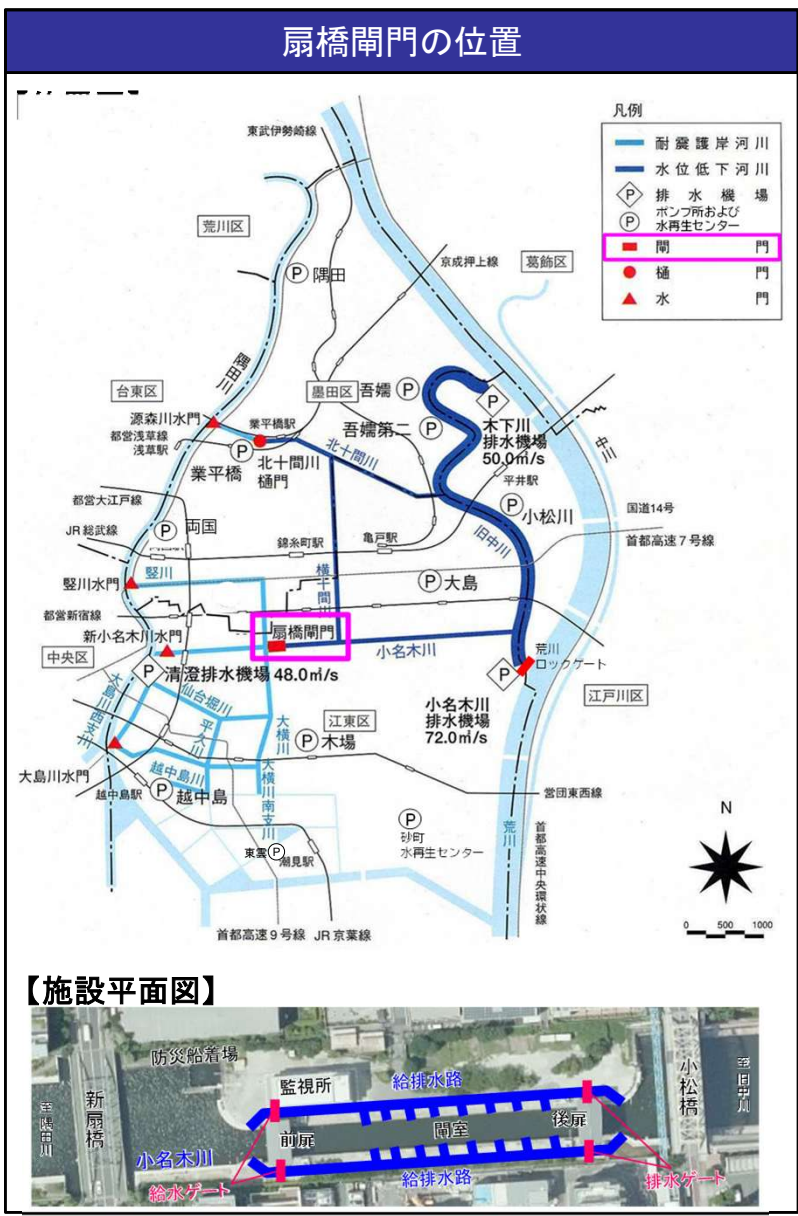 扇橋閘門の位置
凡例
耐震護岸河川
水位低下河川
P 排水機場
P ポンプ所および
水再生センター
閘門
樋門
水門
東武伊勢崎線
荒川区
京成押上線
葛飾区
P 隅田
隅田川
台東区
墨田区
吾嬬 P
P
木下川
排水機場
50.0㎥/s
中川
源森川水門
業平橋駅
都営浅草線
浅草駅
吾嬬第二 P
P
業平橋
北十間川
樋門
北十間川
平井駅
都営大江戸線
P 両国
P
小松川
国道14号
JR総武線
錦糸町駅
亀戸駅
旧中川
首都高速7号線
竪川水門
竪川
横十間川
P 大島
都営新宿線
新小名木川水門
扇橋閘門
小名木川
荒川
ロックゲート
中央区
P
清澄排水機場 48.0㎥/s
P
小名木川
排水機場
72.0㎥/s
江戸川区
大島川西支川
仙台堀川
平久川
大横川
江東区
P 木場
大島川水門
越中島川
大横川南支川
越中島駅
P 越中島
営団東西線
P
砂町
水再生センター
荒川
首都高速中央環状線
東雲 P
潮見駅
首都高速9号線
JR京葉線
N
0 500 1000
【施設平面図】
防災船着場
監視所
給排水路
小松橋
至旧中川
新扇橋
至隅田川
前扉
閘室
後扉
小名木川
給水ゲート
給排水路
排水ゲート